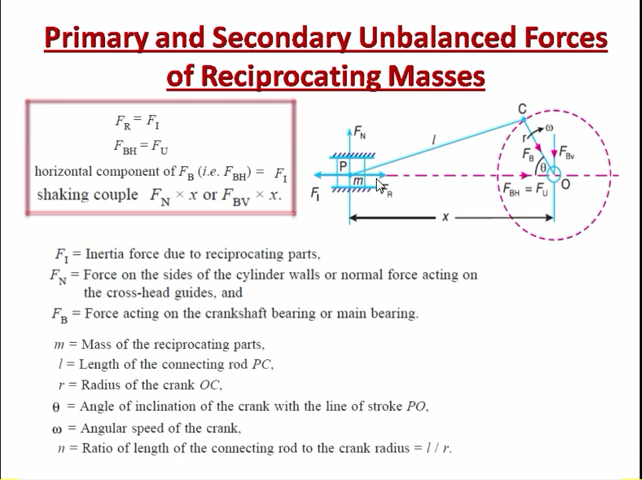 Primary and Secondary Unbalanced Forces
of Reciprocating Masses
F_R = F_I
F_BH = F_U
horizontal component of F_B (i.e. F_BH) = F_I
shaking couple F_N × x or F_BV × x.
C
F_N
l
r
ω
P
F_B
θ
F_Bv
m
O
F_I
F_R
F_BH = F_U
x
F_I = Inertia force due to reciprocating parts,
F_N = Force on the sides of the cylinder walls or normal force acting on
the cross-head guides, and
F_B = Force acting on the crankshaft bearing or main bearing.
m = Mass of the reciprocating parts,
l = Length of the connecting rod PC,
r = Radius of the crank OC,
θ = Angle of inclination of the crank with the line of stroke PO,
ω = Angular speed of the crank,
n = Ratio of length of the connecting rod to the crank radius = l / r.